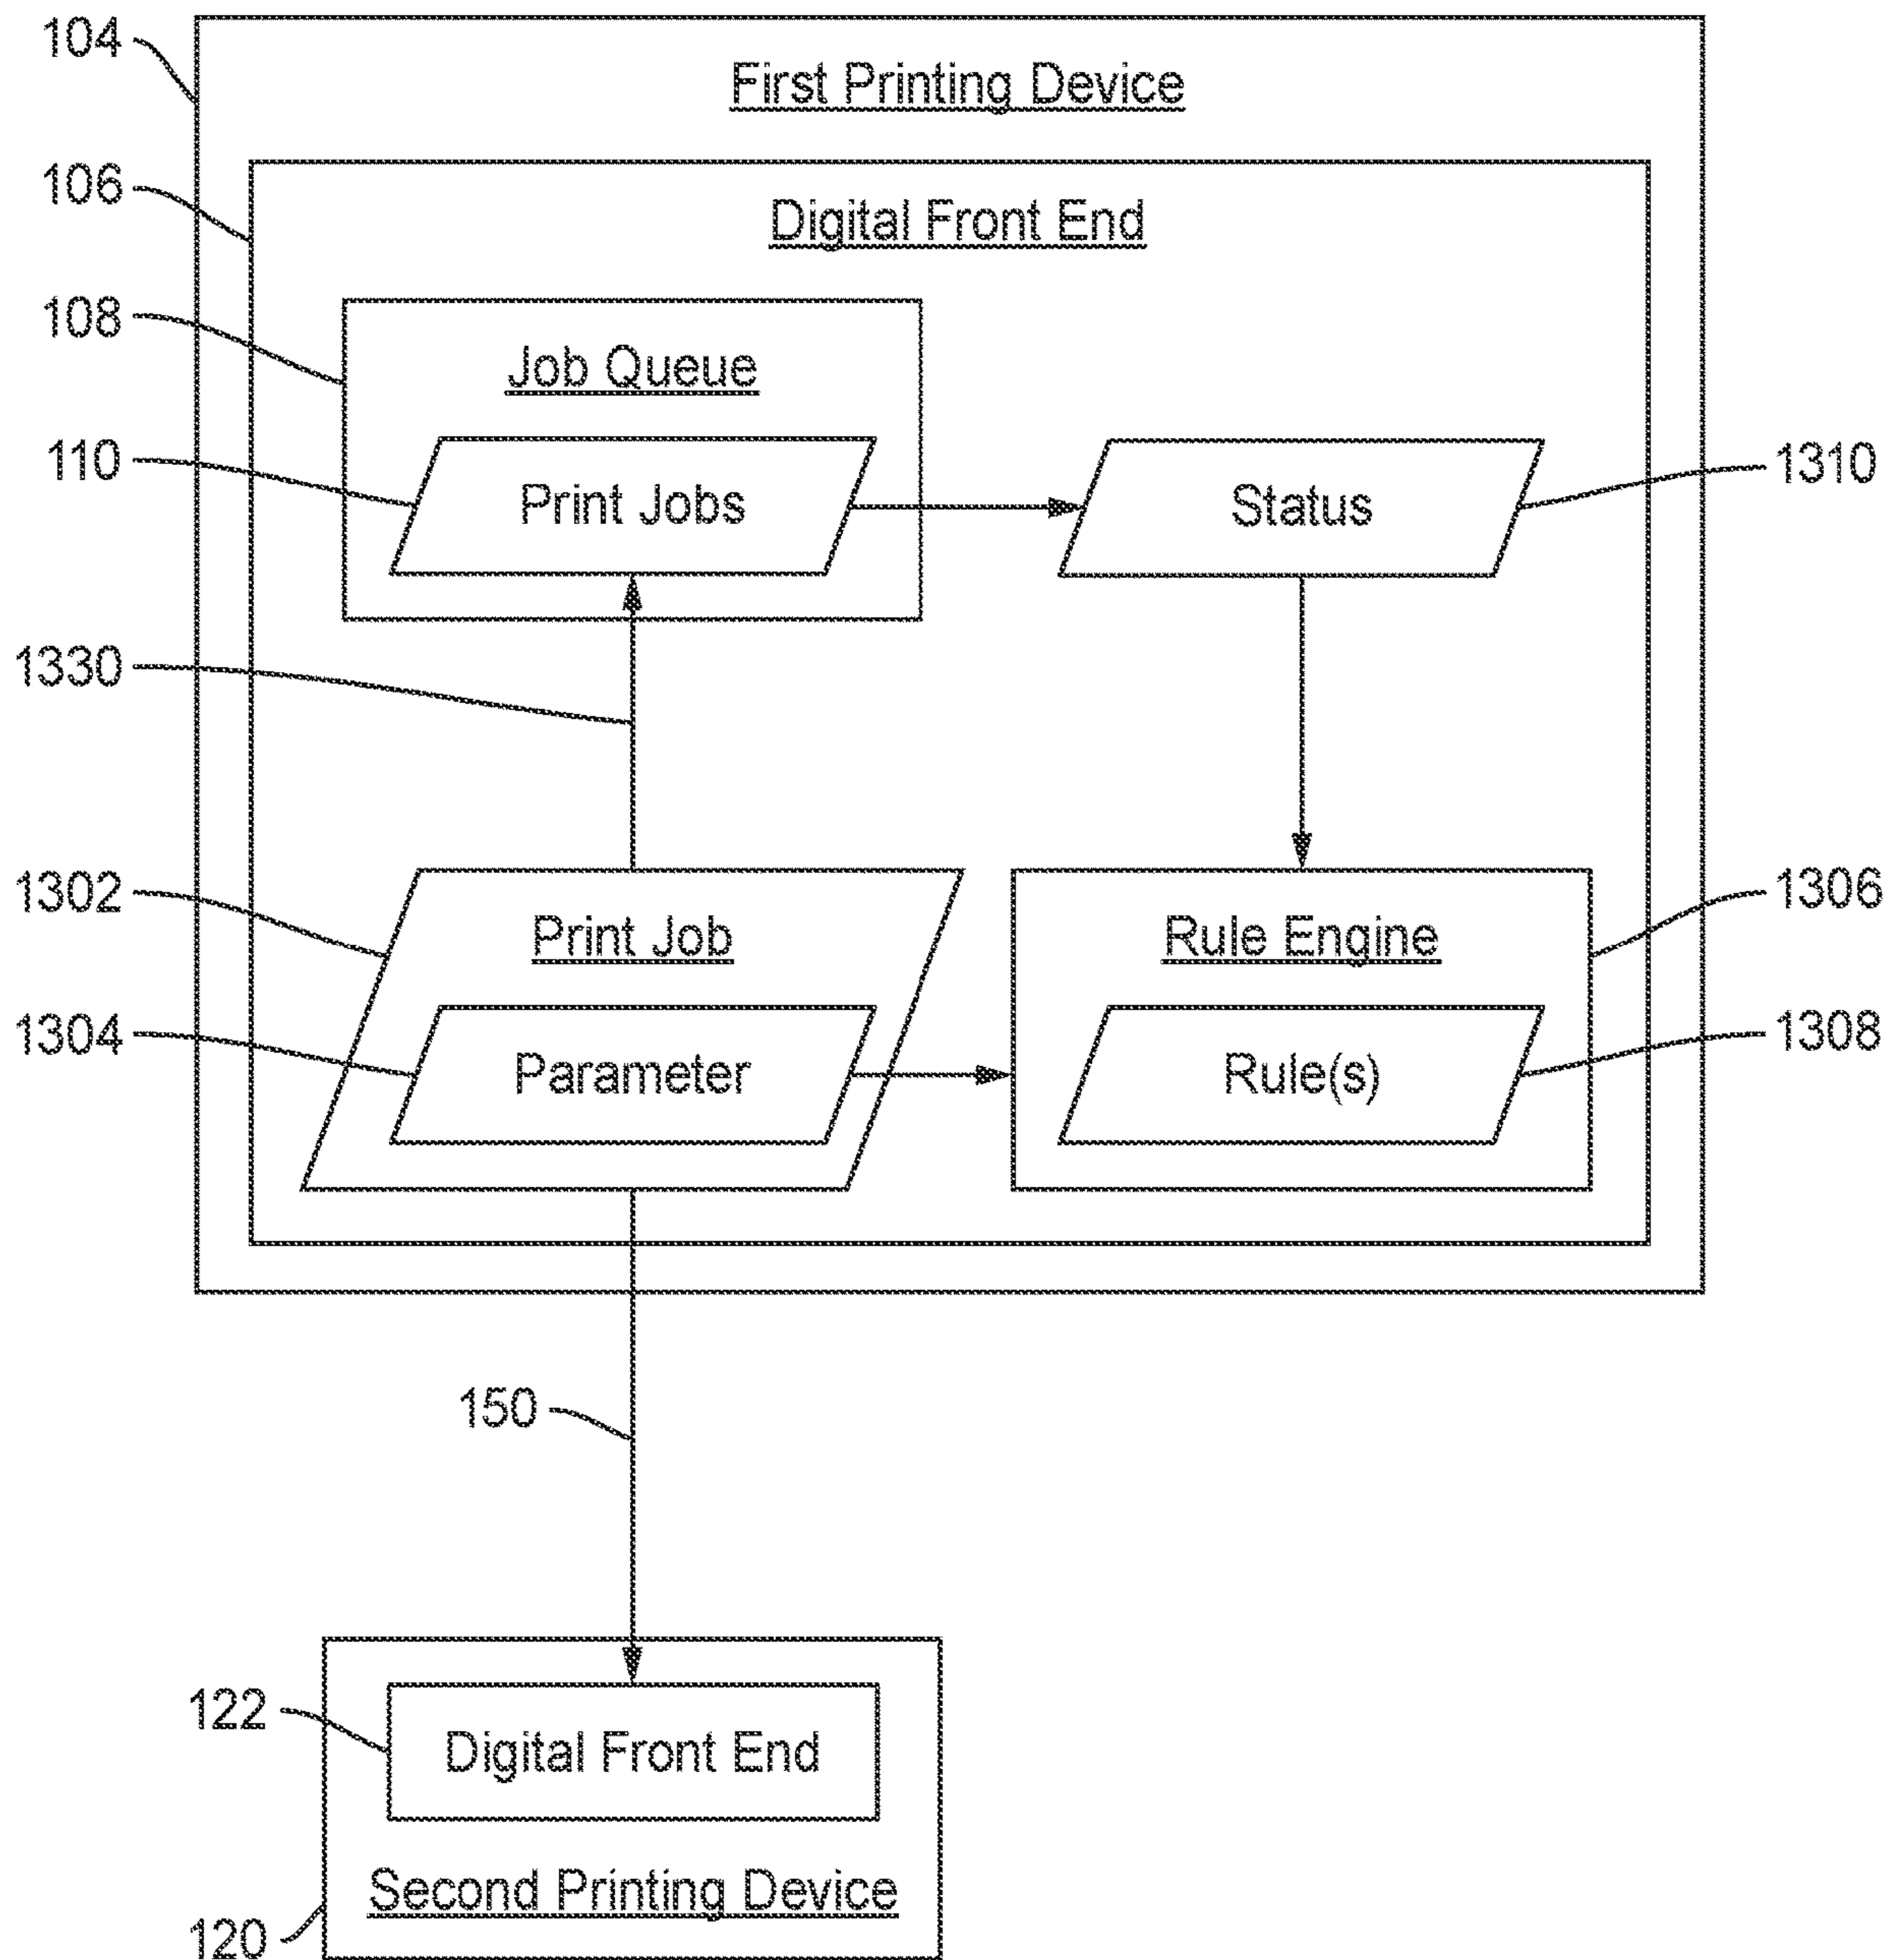 104
First Printing Device
106
Digital Front End
108
Job Queue
110
Print Jobs
Status
1310
1330
1302
Print Job
Rule Engine
1306
1304
Parameter
Rule(s)
1308
150
122
Digital Front End
Second Printing Device
120